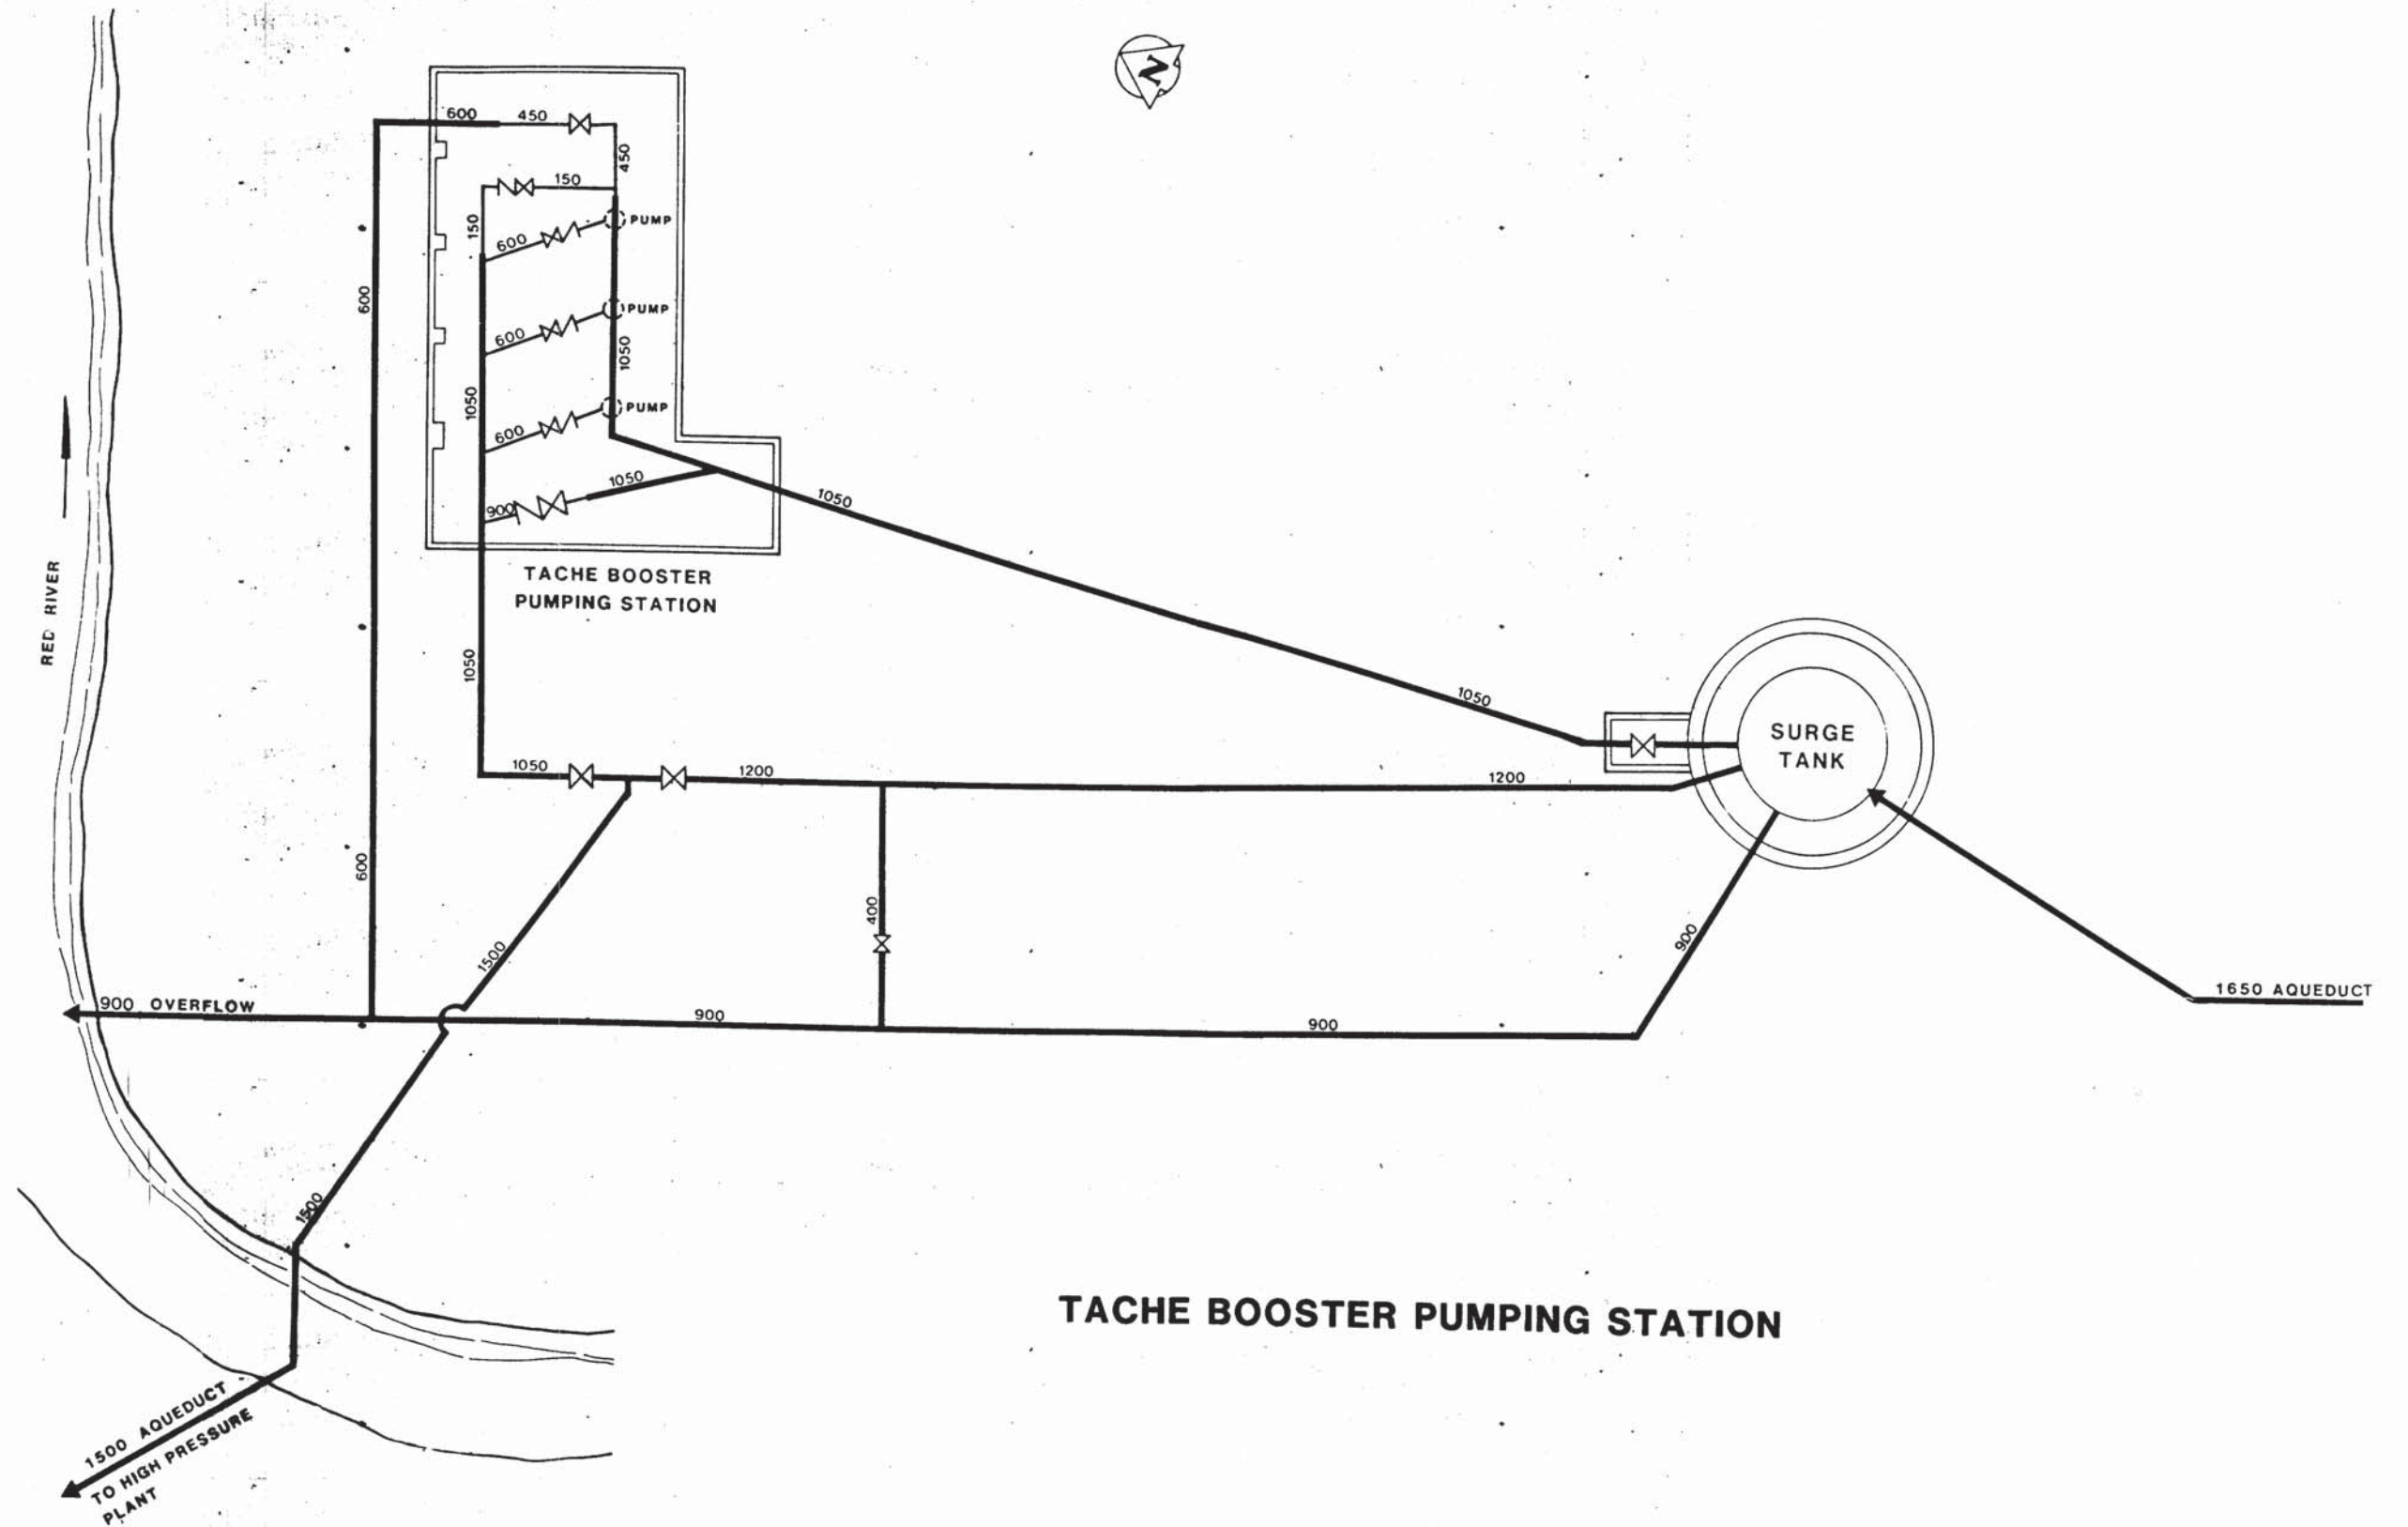 N
600
450
450
150
150
PUMP
600
600
PUMP
600
1050
1050
PUMP
600
1050
900
1050
TACHE BOOSTER
PUMPING STATION
RED RIVER
1050
1050
SURGE
TANK
1050
1200
1200
600
400
1500
900
1650 AQUEDUCT
900 OVERFLOW
900
900
1500
TACHE BOOSTER PUMPING STATION
1500 AQUEDUCT
TO HIGH PRESSURE
PLANT